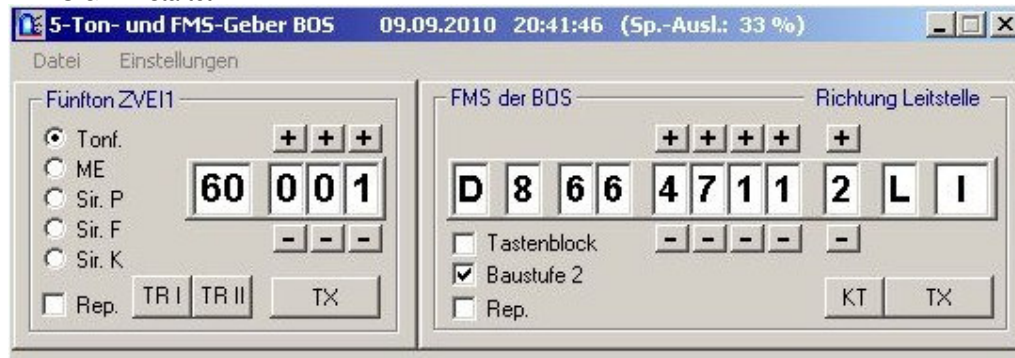 5-Ton- und FMS-Geber BOS 09.09.2010 20:41:46 (Sp.-Ausl.: 33 %)
Datei Einstellungen
Fünfton ZVEI1
Tonf.
ME
Sir. P
Sir. F
Sir. K
+ + +
60 0 0 1
- - -
Rep. TR I TR II TX
FMS der BOS Richtung Leitstelle
+ + + + +
D 8 6 6 4 7 1 1 2 L I
- - - - -
Tastenblock
Baustufe 2
Rep.
KT TX